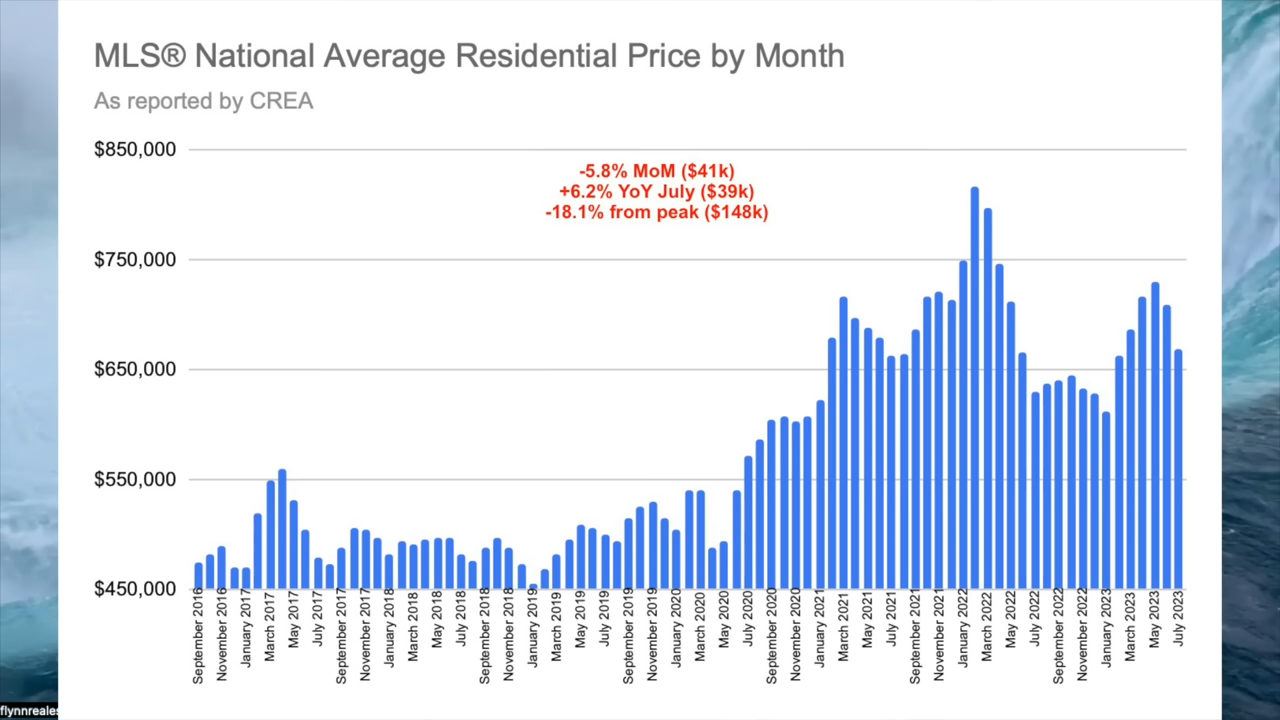 MLS® National Average Residential Price by Month
As reported by CREA
$850,000
-5.8% MoM ($41k)
+6.2% YoY July ($39k)
-18.1% from peak ($148k)
$750,000
$650,000
$550,000
$450,000
September 2016
November 2016
January 2017
March 2017
May 2017
July 2017
September 2017
November 2017
January 2018
March 2018
May 2018
July 2018
September 2018
November 2018
January 2019
March 2019
May 2019
July 2019
September 2019
November 2019
January 2020
March 2020
May 2020
July 2020
September 2020
November 2020
January 2021
March 2021
May 2021
July 2021
September 2021
November 2021
January 2022
March 2022
May 2022
July 2022
September 2022
November 2022
January 2023
March 2023
May 2023
July 2023
flynnreales